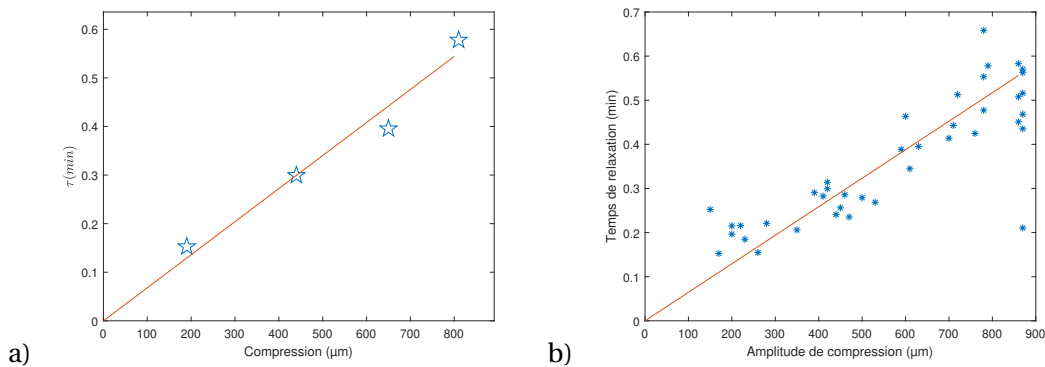 0.6
0.5
0.4
0.3
0.2
0.1
0
τ(min)
0 100 200 300 400 500 600 700 800
Compression (µm)
a)
0.7
0.6
0.5
0.4
0.3
0.2
0.1
0
Temps de relaxation (min)
0 100 200 300 400 500 600 700 800 900
Amplitude de compression (µm)
b)